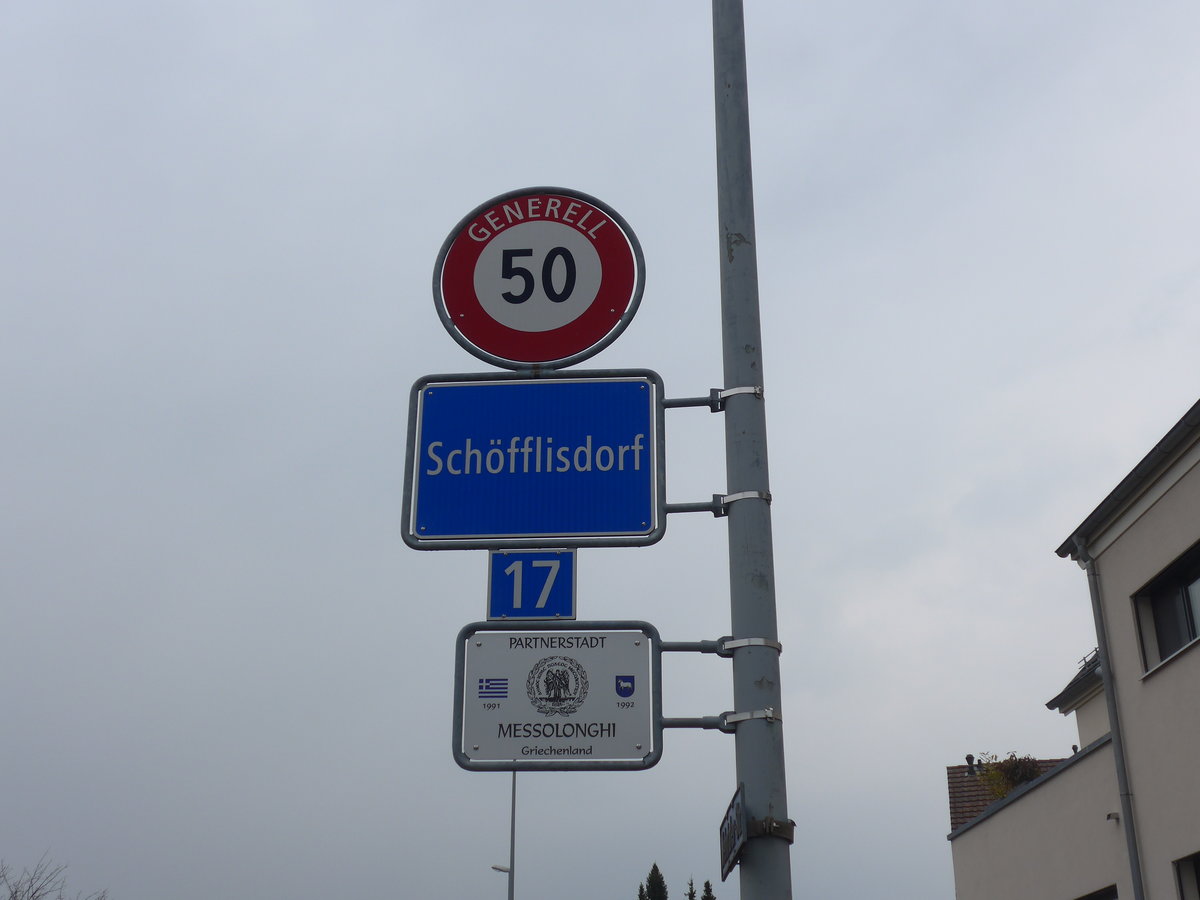 GENERELL
50
Schöfflisdorf
17
PARTNERSTADT
1991
1992
MESSOLONGHI
Griechenland